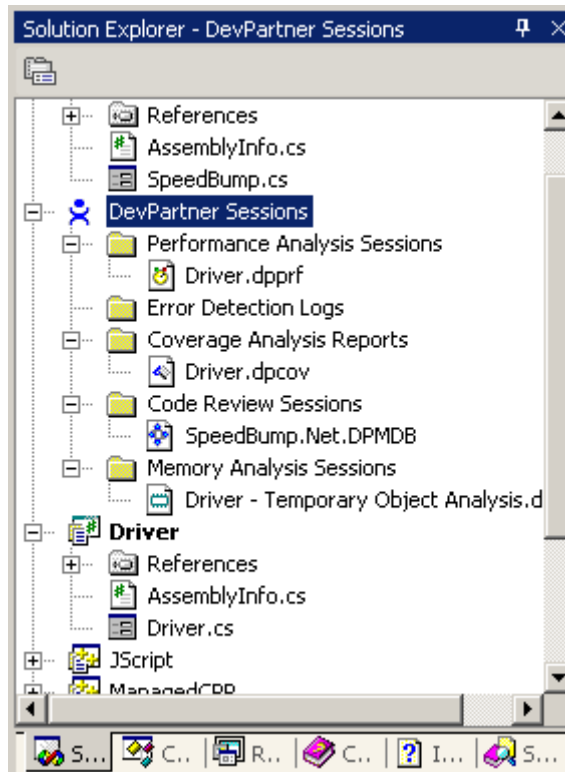 Solution Explorer - DevPartner Sessions
References
AssemblyInfo.cs
SpeedBump.cs
DevPartner Sessions
Performance Analysis Sessions
Driver.dpprf
Error Detection Logs
Coverage Analysis Reports
Driver.dpcov
Code Review Sessions
SpeedBump.Net.DPMDB
Memory Analysis Sessions
Driver - Temporary Object Analysis.d
Driver
References
AssemblyInfo.cs
Driver.cs
JScript
ManagedCPP
S... C.. R.. C.. I... S...